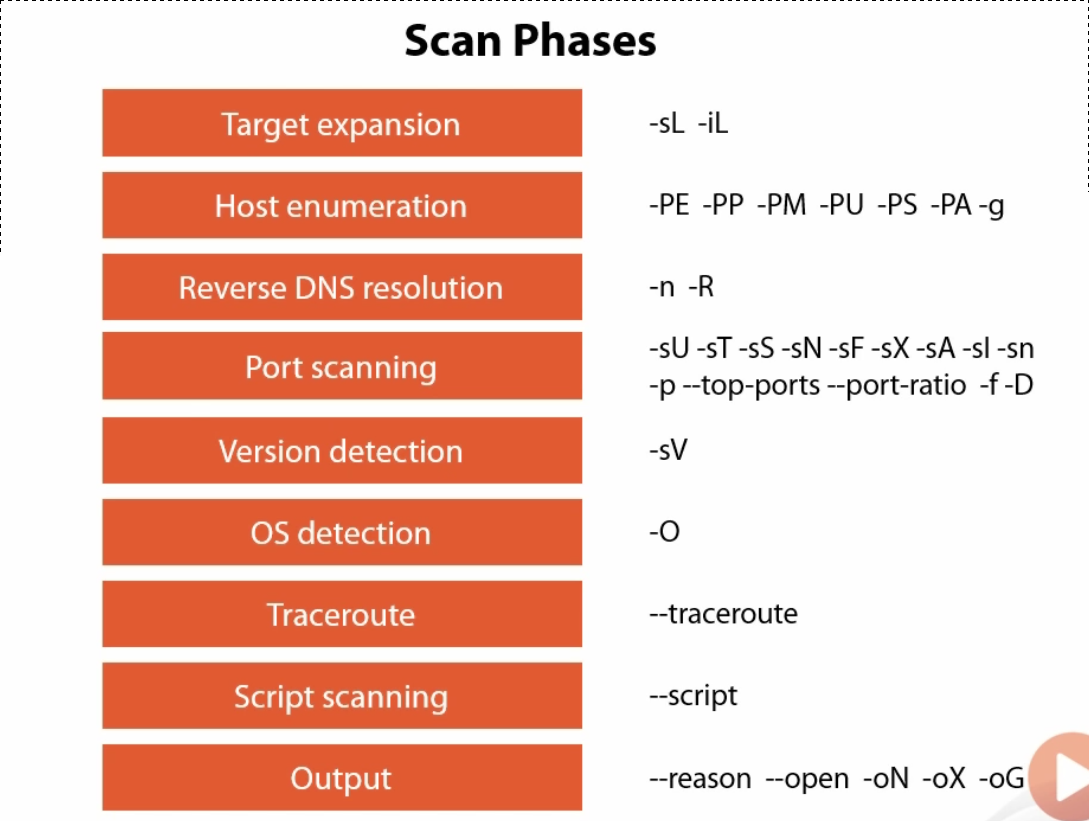 Scan Phases
Target expansion -sL -iL
Host enumeration -PE -PP -PM -PU -PS -PA -g
Reverse DNS resolution -n -R
Port scanning -sU -sT -sS -sN -sF -sX -sA -sI -sn
-p --top-ports --port-ratio -f -D
Version detection -sV
OS detection -O
Traceroute --traceroute
Script scanning --script
Output --reason --open -oN -oX -oG